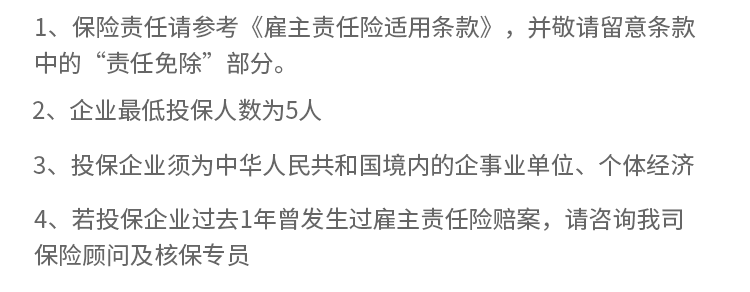 1、保险责任请参考《雇主责任险适用条款》，并敬请留意条款
中的“责任免除”部分。
2、企业最低投保人数为5人
3、投保企业须为中华人民共和国境内的企事业单位、个体经济
4、若投保企业过去1年曾发生过雇主责任险赔案，请咨询我司
保险顾问及核保专员